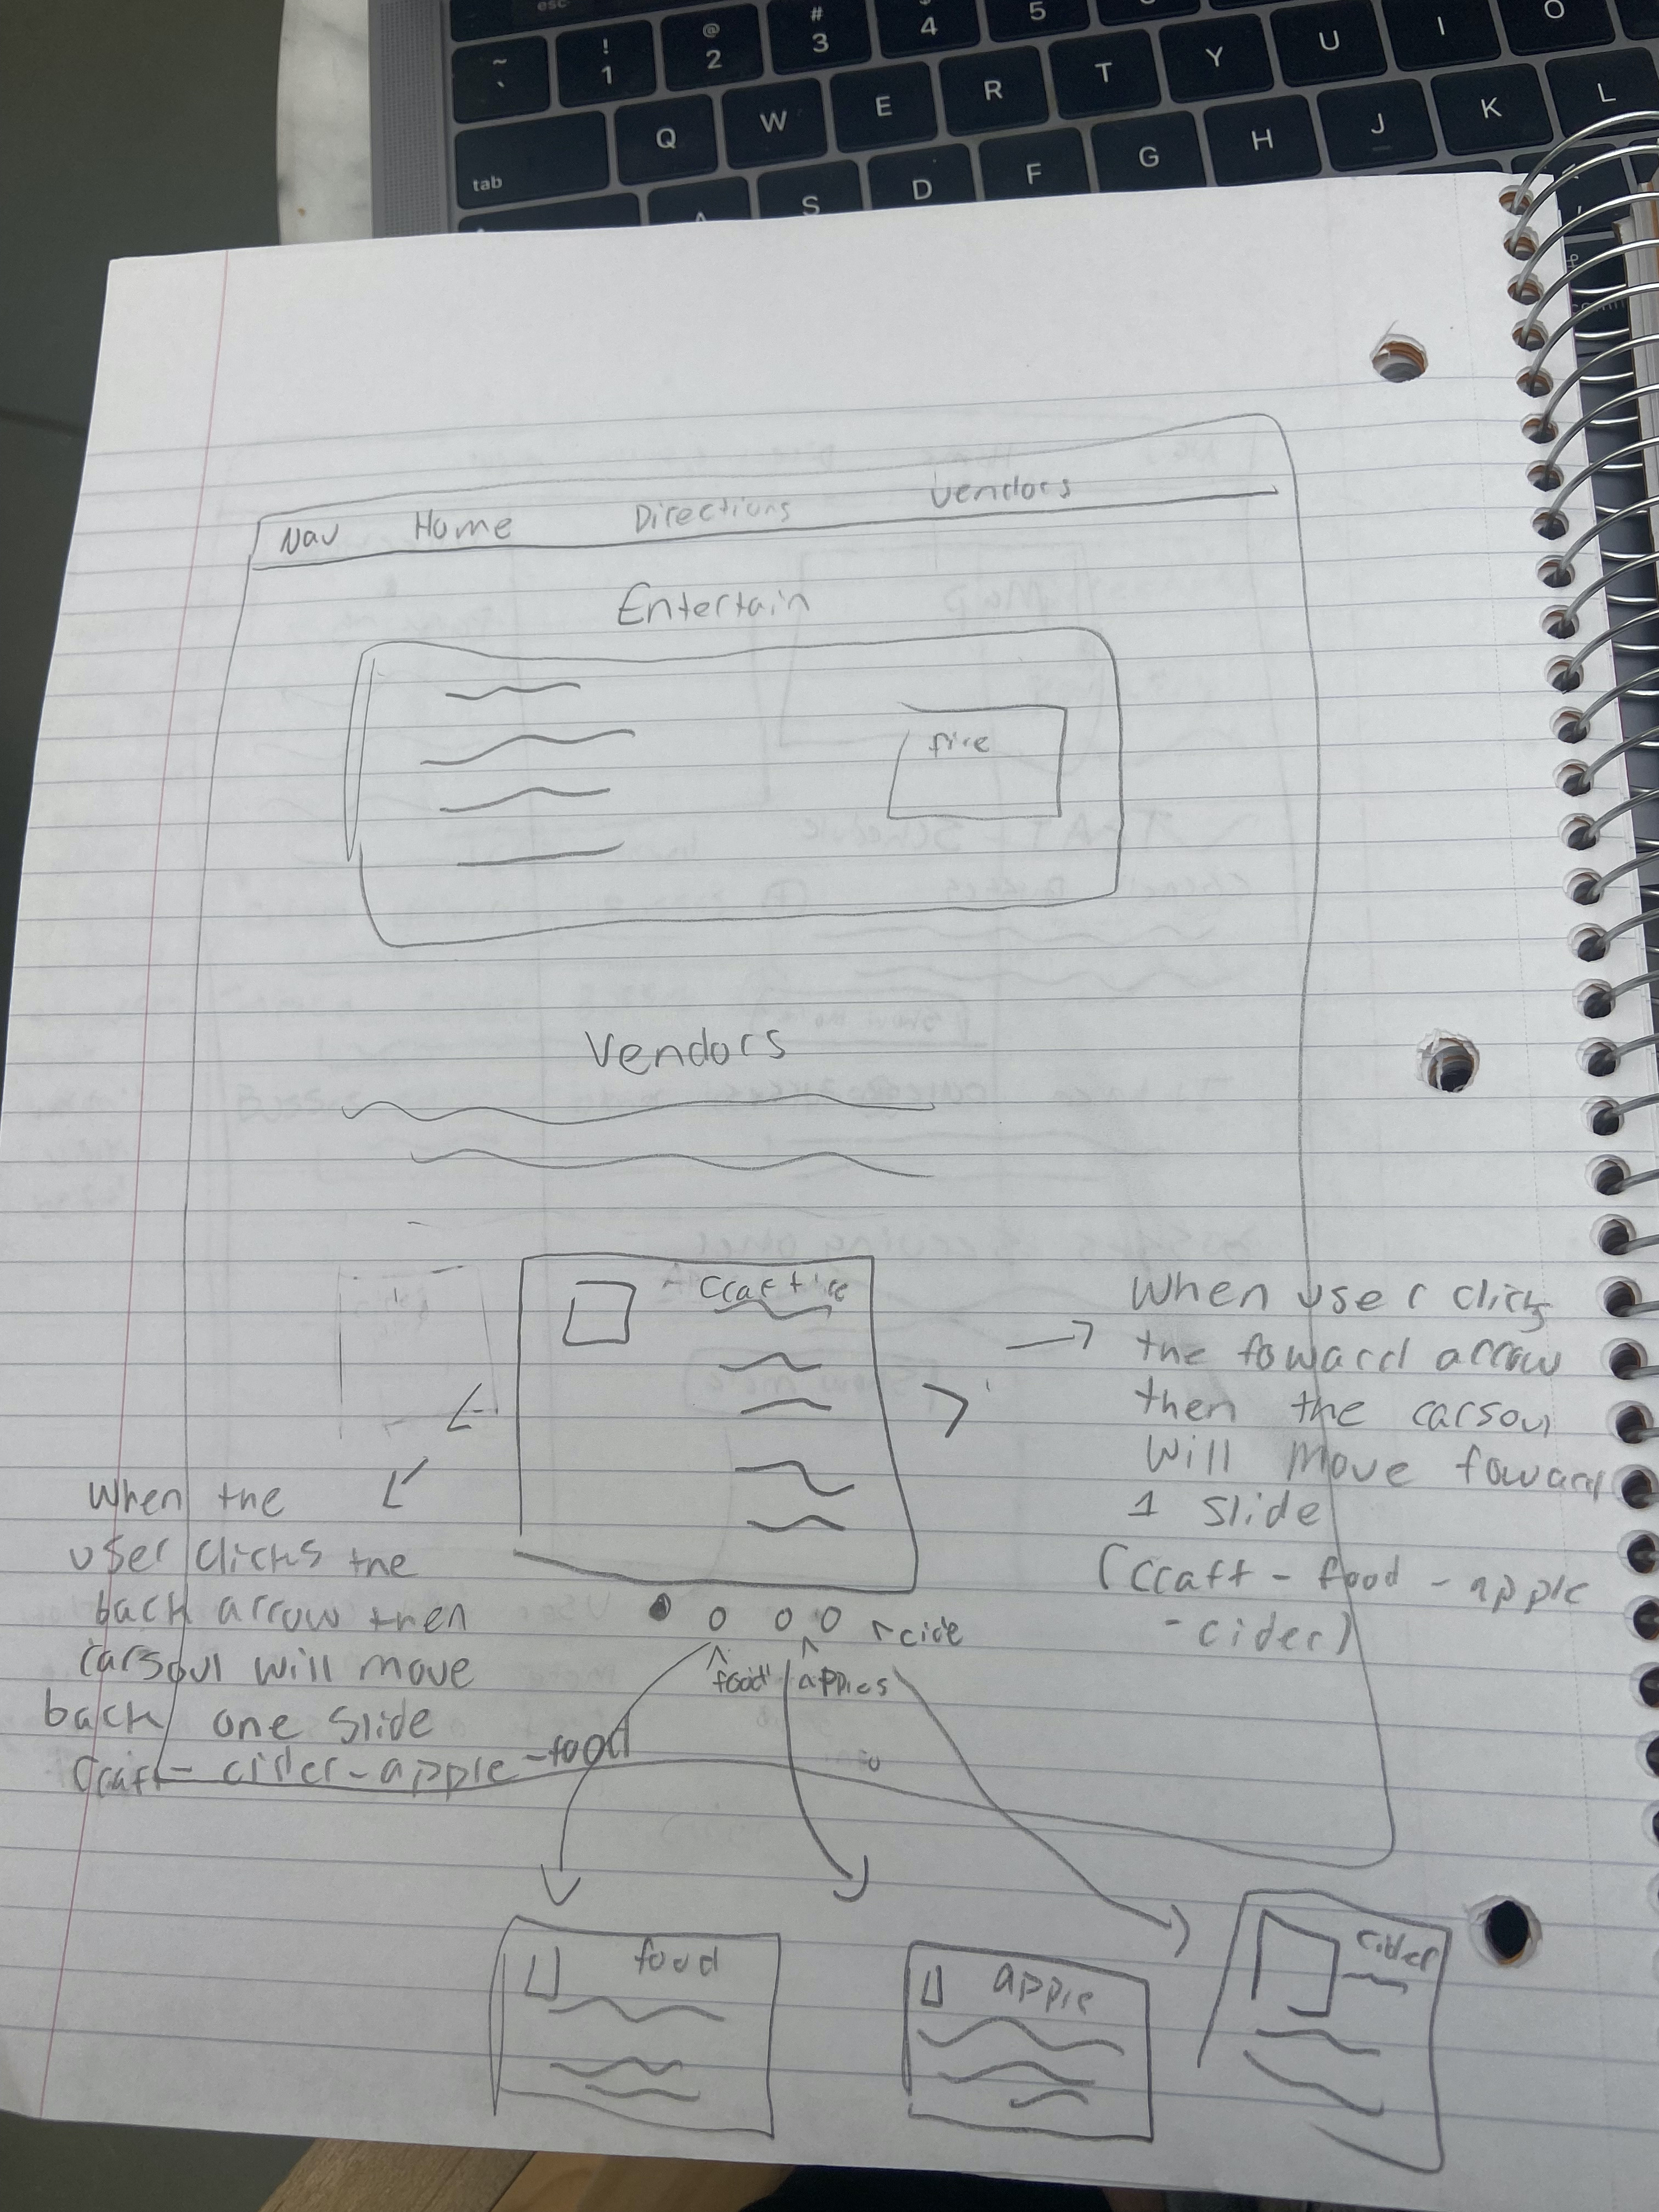 esc
~ ! @ # $
` 1 2 3 4 5
tab Q W E R T Y U I O
S D F G H J K L
Nav Home Directions Vendors
Entertain
fire
Vendors
Craft
When user clicks
the foward arrow
then the carsoul
will move foward
1 slide
(Craft - food - apple
- cider)
When the
user clicks the
back arrow then
carsoul will move
back one slide
Craft - cider - apple - food
cide
food apples
food
apple
cider